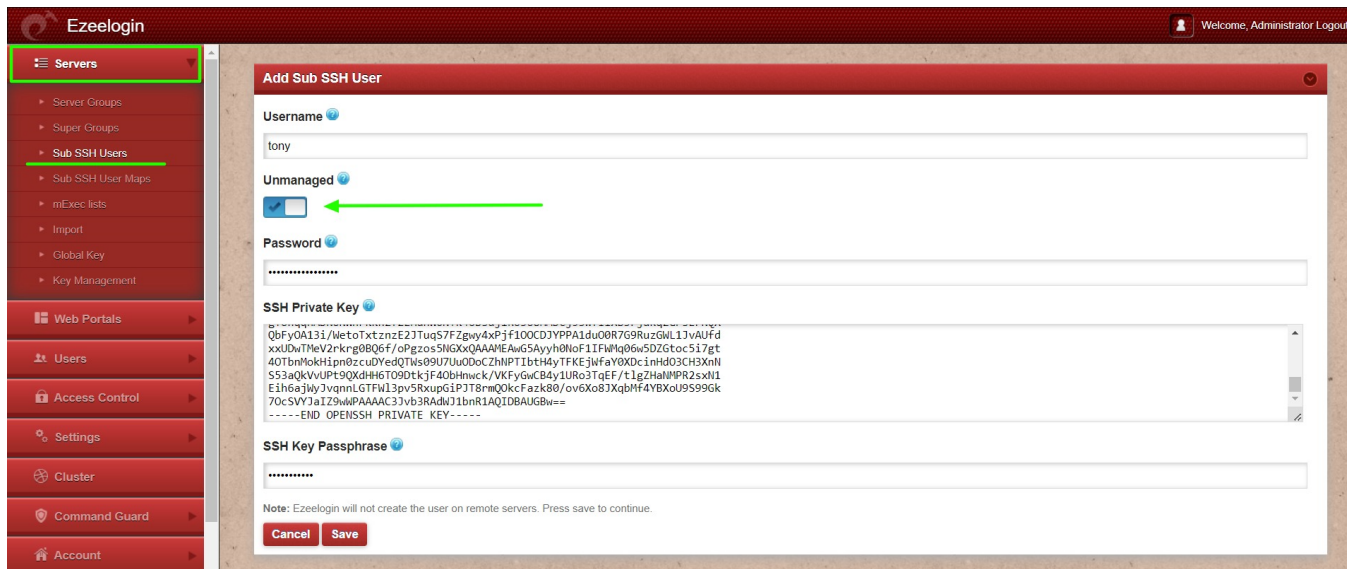 Ezeelogin
Welcome, Administrator Logout
Servers
Server Groups
Super Groups
Sub SSH Users
Sub SSH User Maps
mExec lists
Import
Global Key
Key Management
Web Portals
Users
Access Control
Settings
Cluster
Command Guard
Account
Add Sub SSH User
Username
tony
Unmanaged
Password
••••••••••••••••
SSH Private Key
QbFyOA13i/WetoTxtznzE2JTuqS7FZgwy4xPjf1OOCDJYPPA1duO0R7G9RuzGWL1JvAUfd
xxUDwTMeV2rkrg0BQ6f/oPgzos5NGXxQAAAMEAwG5Ayyh0NoF1IFWMq06w5DZGtoc5i7gt
4OTbnMokHipn0zcuDYedQTWs09U7UuODoCZhNPTIbtH4yTFKEjWfaY0XDcinHdO3CH3XnN
S53aQkVvUPt9QXdHH6TO9DtkjF4ObHnwck/VKFyGwCB4y1URo3TqEF/tlgZHaNMPR2sxN1
Eih6ajWyJvqnnLGTFWl3pv5RxupGiPJT8rmQOkcFazk80/ov6Xo8JXqbMf4YBXoU9S99Gk
7OcSVYJaIZ9wWPAAAAC3Jvb3RAdWJ1bnR1AQIDBAUGBw==
-----END OPENSSH PRIVATE KEY-----
SSH Key Passphrase
•••••••••••
Note: Ezeelogin will not create the user on remote servers. Press save to continue.
Cancel Save